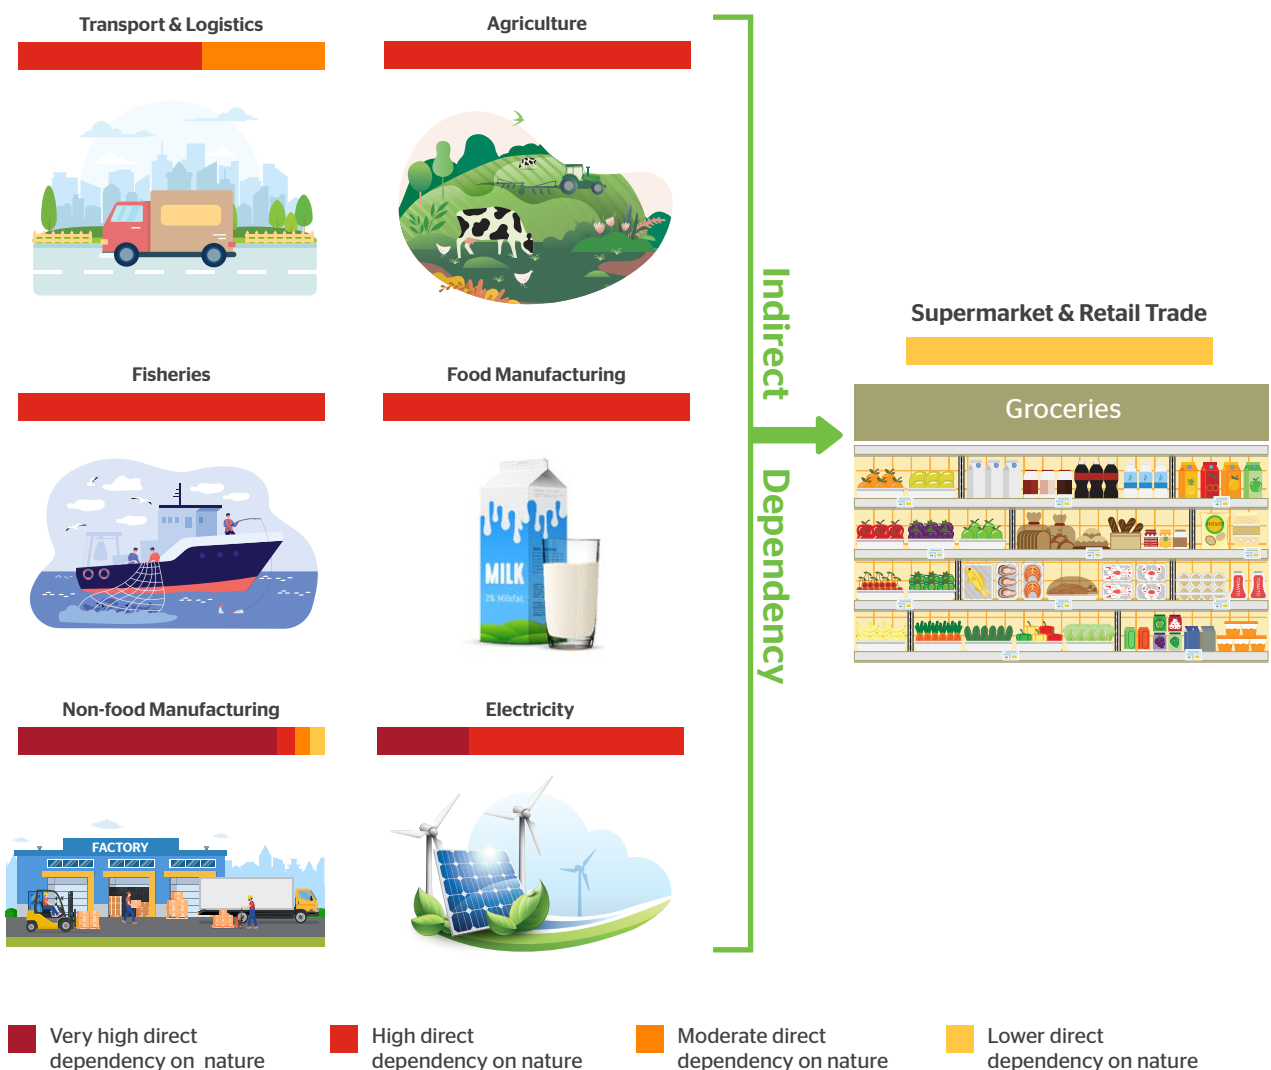 Transport & Logistics
Agriculture
Fisheries
Food Manufacturing
MILK
2% Milkfat
Non-food Manufacturing
Electricity
FACTORY
Indirect Dependency
Supermarket & Retail Trade
Groceries
Very high direct
dependency on nature
High direct
dependency on nature
Moderate direct
dependency on nature
Lower direct
dependency on nature